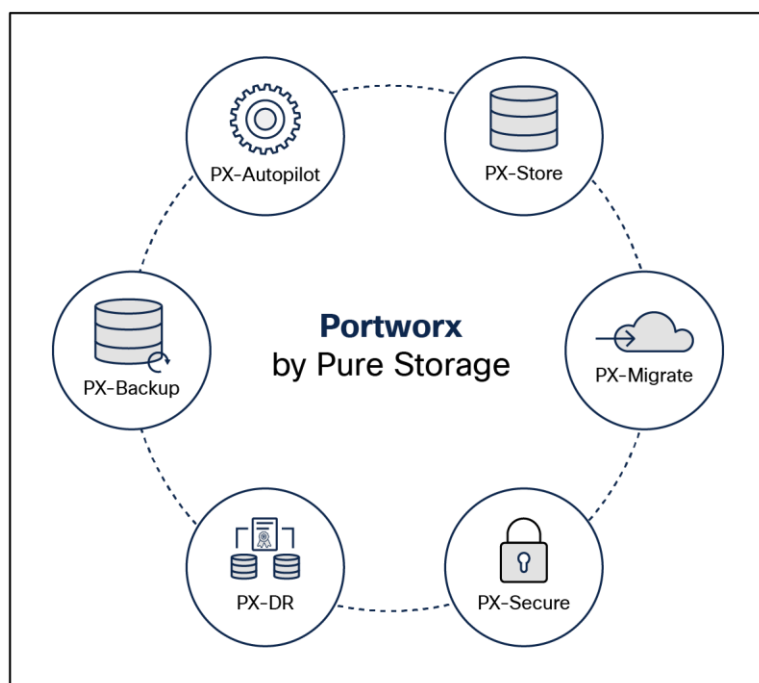 PX-Autopilot
PX-Store
PX-Backup
Portworx
by Pure Storage
PX-Migrate
PX-DR
PX-Secure